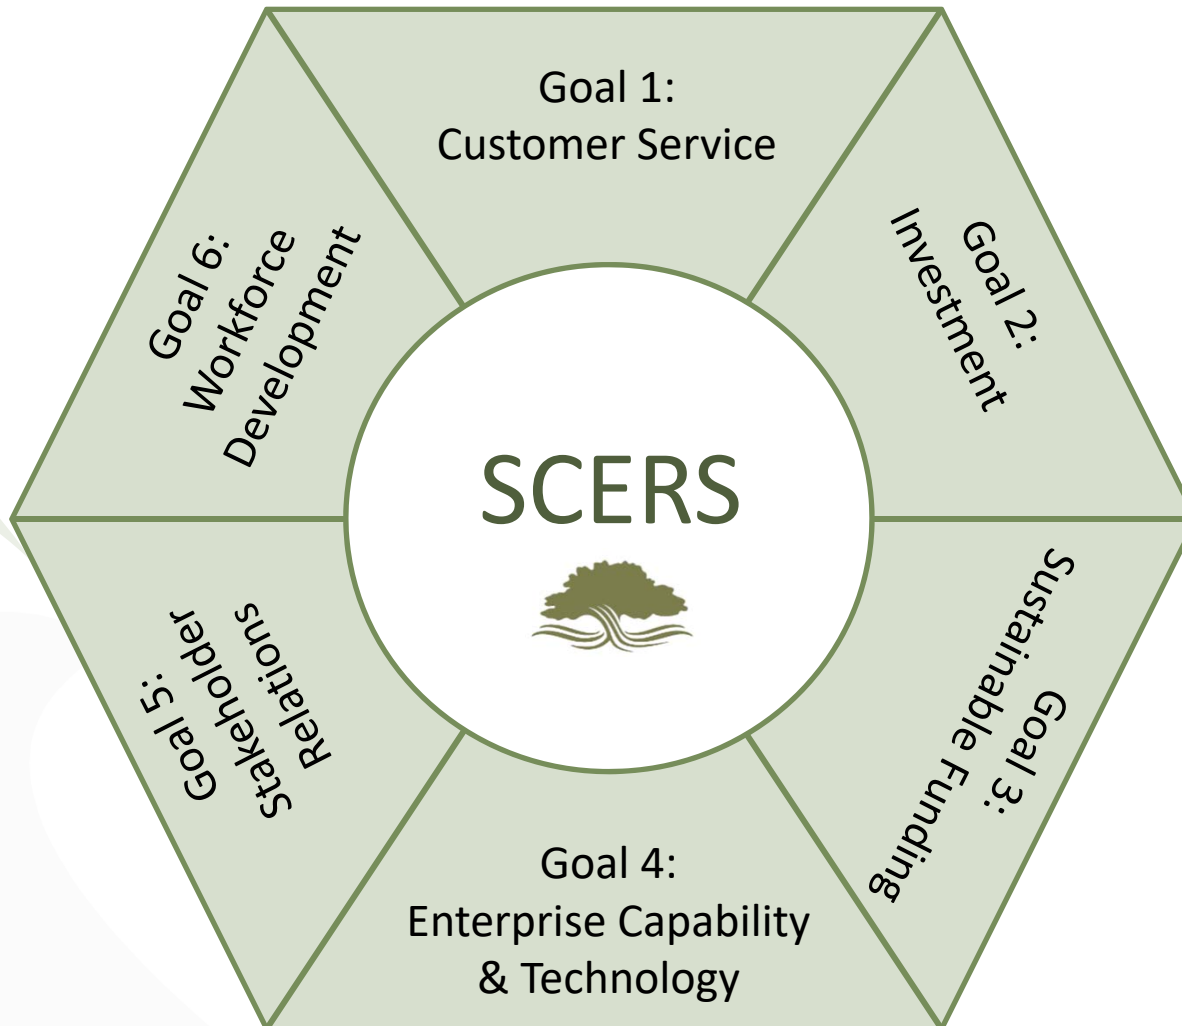 Goal 1:
Customer Service
Goal 2:
Investment
Goal 3:
Sustainable Funding
Goal 4:
Enterprise Capability
& Technology
Goal 5:
Stakeholder
Relations
Goal 6:
Workforce
Development
SCERS